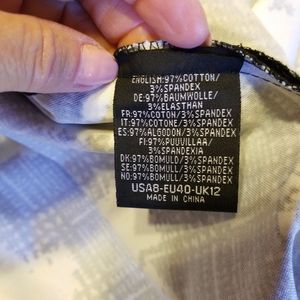 ENGLISH:97%COTTON/
3%SPANDEX
DE:97%BAUMWOLLE/
3%ELASTHAN
FR:97%COTON/3%SPANDEX
IT:97%COTONE/3%SPANDEX
ES:97%ALGODON/3%SPANDEX
FI:97%PUUVILLAA/
3%SPANDEXIA
DK:97%BOMULD/3%SPANDEX
SE:97%BOMULL/3%SPANDEX
NO:97%BOMULL/3%SPANDEX
USA8-EU40-UK12
MADE IN CHINA